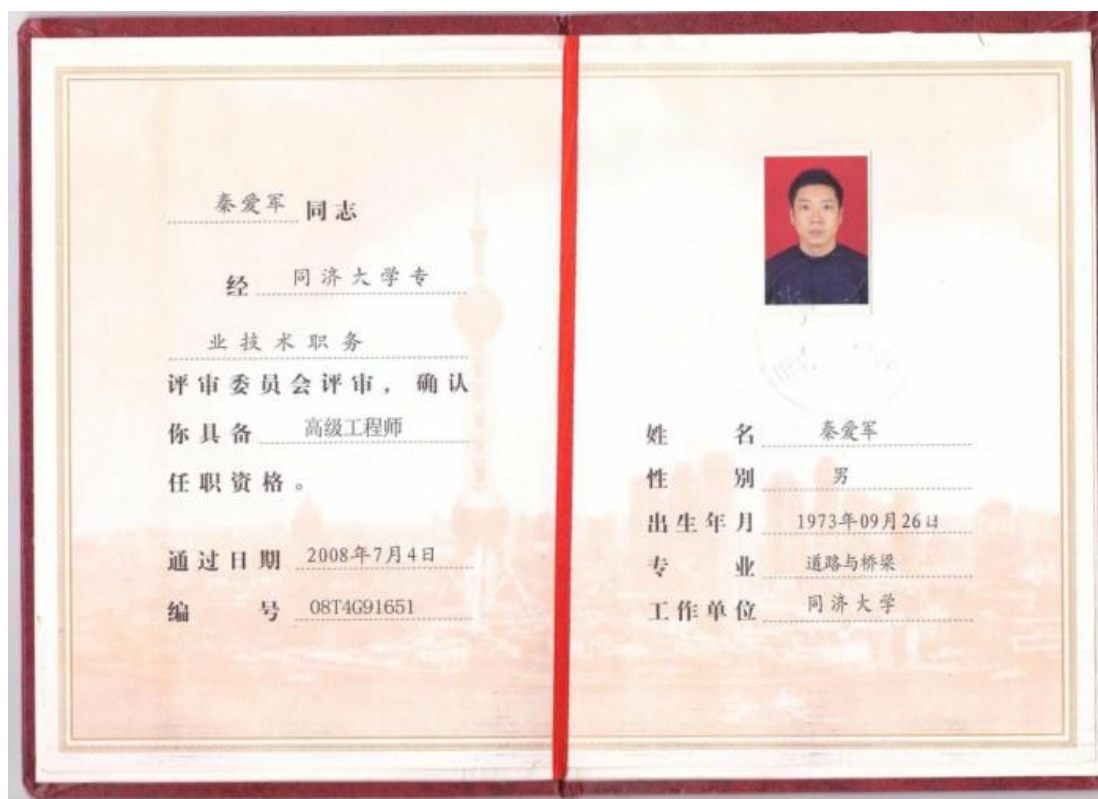 秦爱军 同志
经 同济大学专
业技术职务
评审委员会评审，确认
你具备 高级工程师
任职资格。
通过日期 2008年7月4日
编号 08T4G91651
姓名 秦爱军
性别 男
出生年月 1973年09月26日
专业 道路与桥梁
工作单位 同济大学